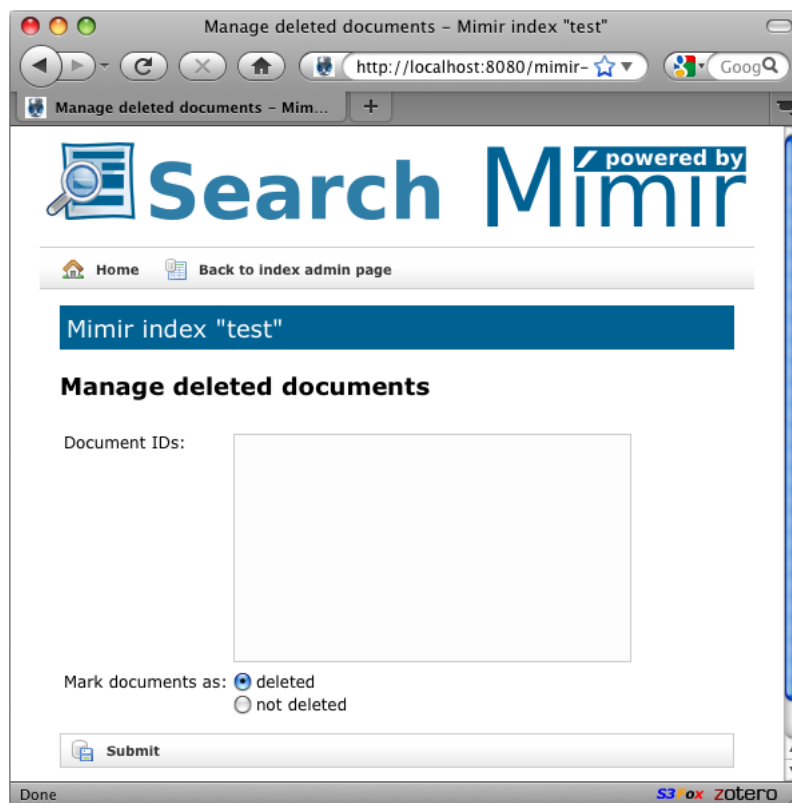 Manage deleted documents – Mimir index "test"
http://localhost:8080/mimir-
Goog
Manage deleted documents – Mim...
Search
Mimir
powered by
Home
Back to index admin page
Mimir index "test"
Manage deleted documents
Document IDs:
Mark documents as:
deleted
not deleted
Submit
Done
S3Fox zotero